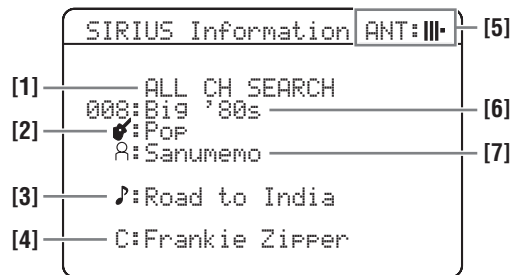 SIRIUS Information ANT: [5]
[1] ALL CH SEARCH
008:Big '80s [6]
[2] :Pop
:Sanumemo [7]
[3] ♪:Road to India
[4] C:Frankie Zipper